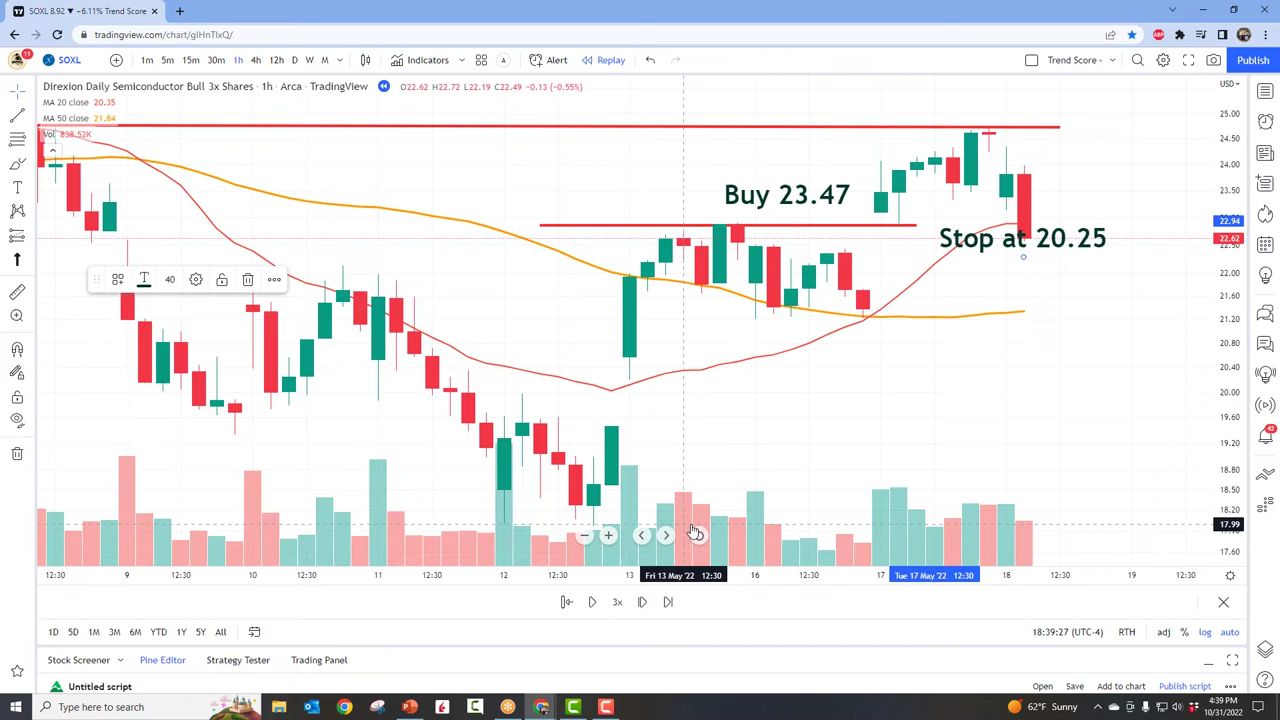 SOXL 8.92 ▼ −6.11% Trend Score
tradingview.com/chart/gIHnTlxQ/
11 SOXL 1m 5m 15m 30m 1h 4h 12h D W M Indicators A Alert Replay Trend Score Publish
Direxion Daily Semiconductor Bull 3x Shares · 1h · Arca · TradingView O22.62 H22.72 L22.19 C22.49 −0.13 (−0.55%) USD
MA 20 close 20.35
MA 50 close 21.84
Vol 838.52K
25.00
24.50
24.00
Buy 23.47
23.50
22.94
Stop at 20.25
22.62
22.00
T 40
21.60
21.20
20.80
20.40
20.00
19.60
19.20
42
18.80
18.50
18.20
17.99
17.60
12:30 9 12:30 10 12:30 11 12:30 12 12:30 13 Fri 13 May '22 12:30 16 12:30 17 Tue 17 May '22 12:30 18 12:30 19 12:30
3x
1D 5D 1M 3M 6M YTD 1Y 5Y All 18:39:27 (UTC-4) RTH adj % log auto
Stock Screener Pine Editor Strategy Tester Trading Panel
Untitled script Open Save Add to chart Publish script
Type here to search 62°F Sunny 4:39 PM
10/31/2022